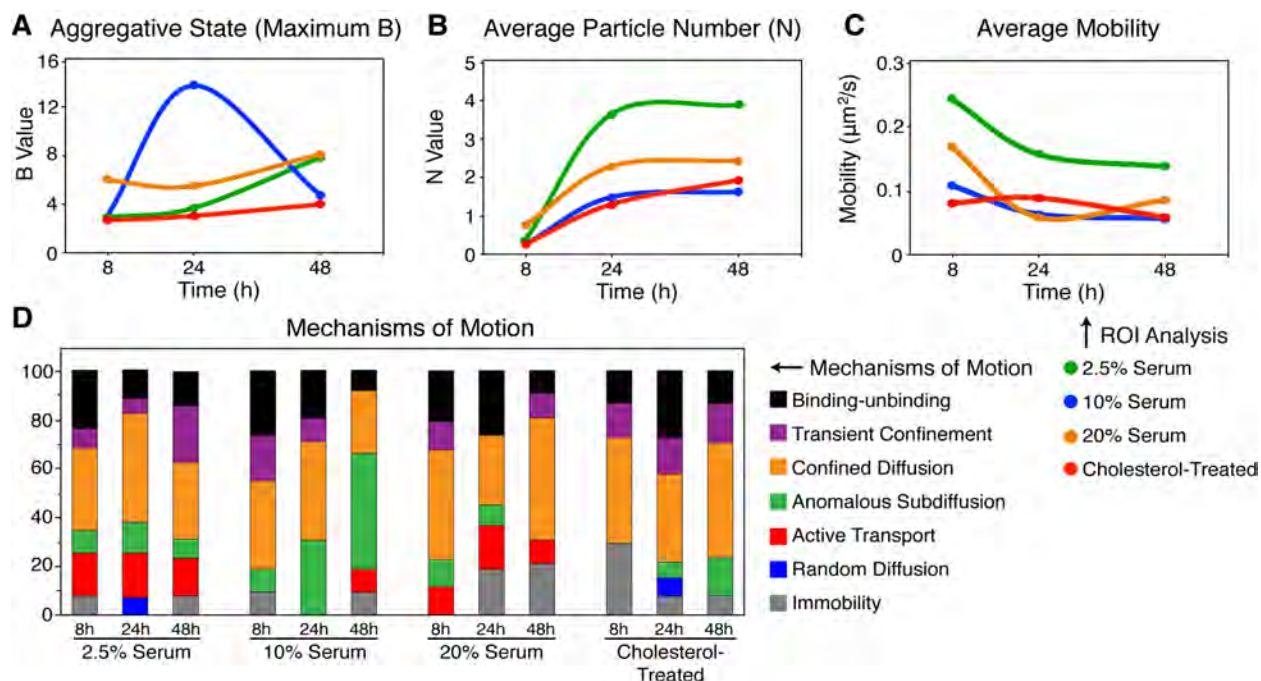 A Aggregative State (Maximum B)
16
12
8
4
0
B Value
8 24 48
Time (h)
B Average Particle Number (N)
5
4
3
2
1
0
N Value
8 24 48
Time (h)
C Average Mobility
0.3
0.2
0.1
0
Mobility (µm²/s)
8 24 48
Time (h)
D Mechanisms of Motion
100
80
60
40
20
0
8h 24h 48h
2.5% Serum
8h 24h 48h
10% Serum
8h 24h 48h
20% Serum
8h 24h 48h
Cholesterol-
Treated
← Mechanisms of Motion
Binding-unbinding
Transient Confinement
Confined Diffusion
Anomalous Subdiffusion
Active Transport
Random Diffusion
Immobility
↑ ROI Analysis
2.5% Serum
10% Serum
20% Serum
Cholesterol-Treated